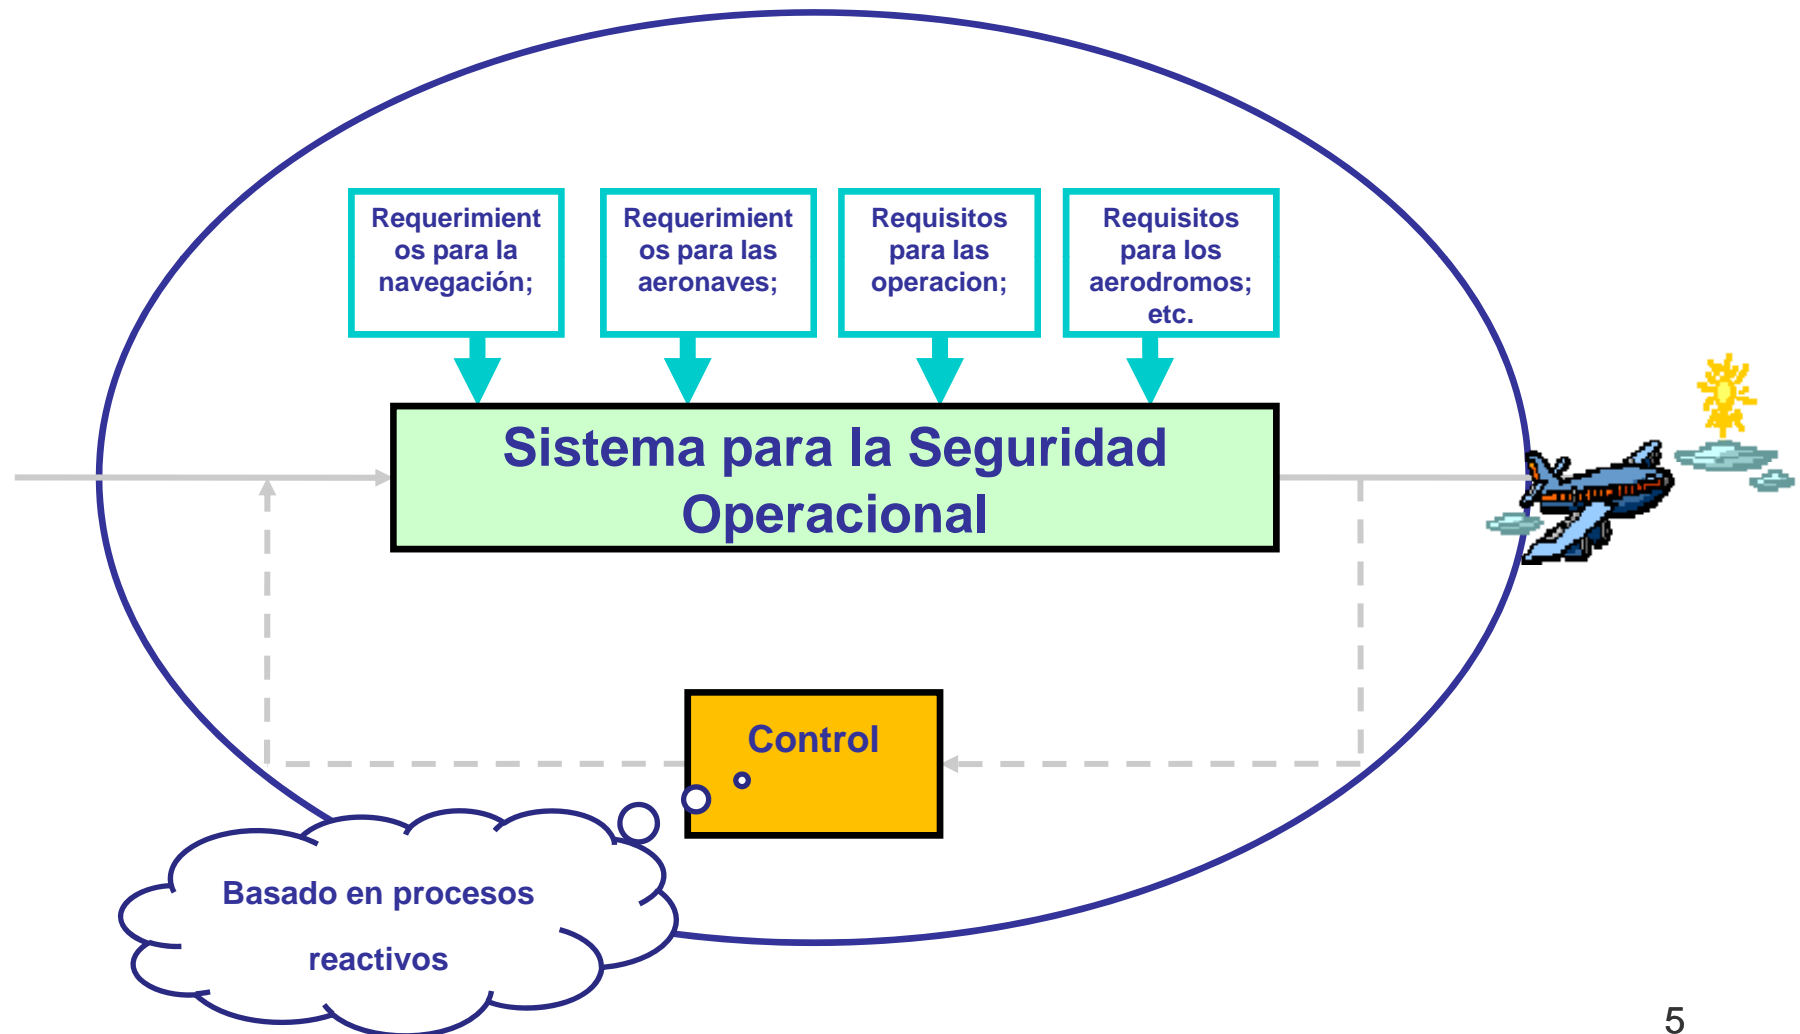 Requerimient
os para la
navegación;
Requerimient
os para las
aeronaves;
Requisitos
para las
operacion;
Requisitos
para los
aerodromos;
etc.
Sistema para la Seguridad
Operacional
Control
Basado en procesos
reactivos
5